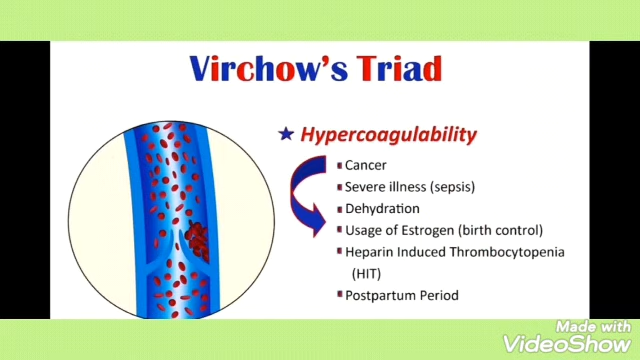 Virchow's Triad
★ Hypercoagulability
▪ Cancer
▪ Severe illness (sepsis)
▪ Dehydration
▪ Usage of Estrogen (birth control)
▪ Heparin Induced Thrombocytopenia
(HIT)
▪ Postpartum Period
Made with
VideoShow